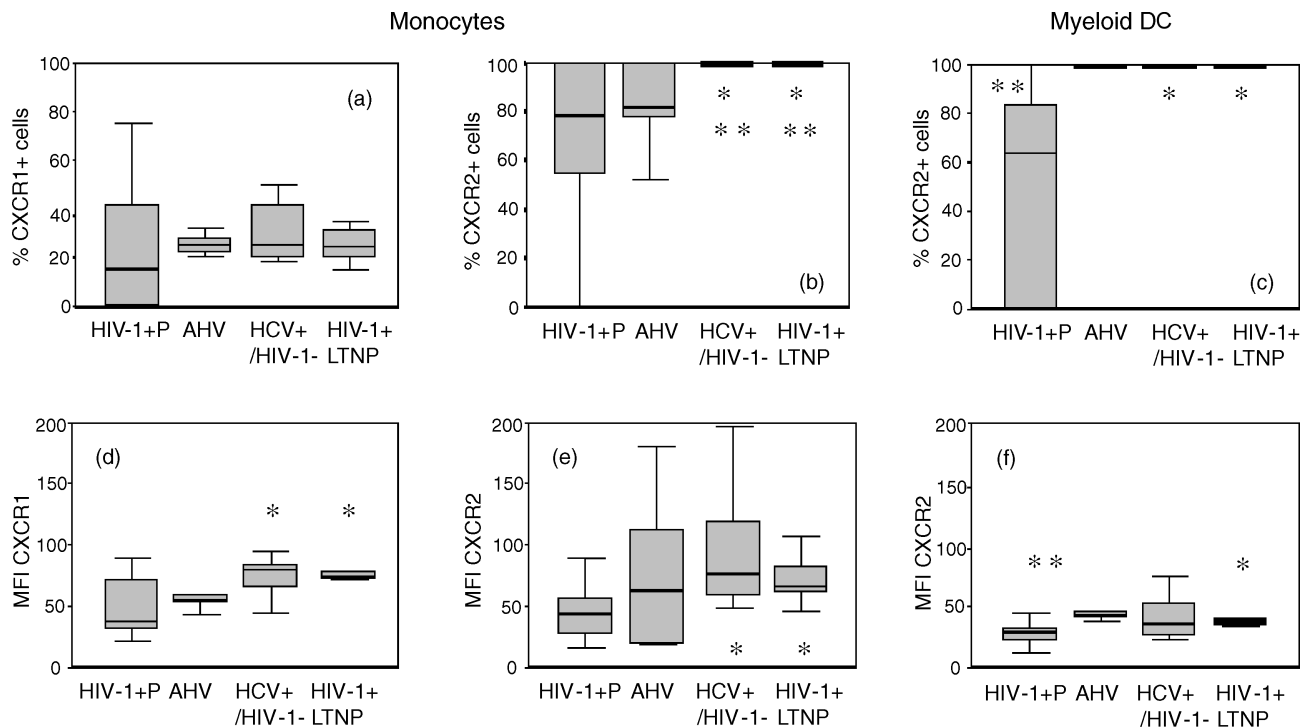 Monocytes
Myeloid DC
% CXCR1+ cells
100
80
60
40
20
0
(a)
HIV-1+P AHV HCV+ HIV-1+
/HIV-1- LTNP
% CXCR2+ cells
100
80
60
40
20
0
*
*
* *
**
(b)
HIV-1+P AHV HCV+ HIV-1+
/HIV-1- LTNP
% CXCR2+ cells
100
80
60
40
20
0
* *
*
*
(c)
HIV-1+P AHV HCV+ HIV-1+
/HIV-1- LTNP
MFI CXCR1
200
150
100
50
0
(d)
*
*
HIV-1+P AHV HCV+ HIV-1+
/HIV-1- LTNP
MFI CXCR2
200
150
100
50
0
(e)
*
*
HIV-1+P AHV HCV+ HIV-1+
/HIV-1- LTNP
MFI CXCR2
200
150
100
50
0
(f)
* *
*
HIV-1+P AHV HCV+ HIV-1+
/HIV-1- LTNP